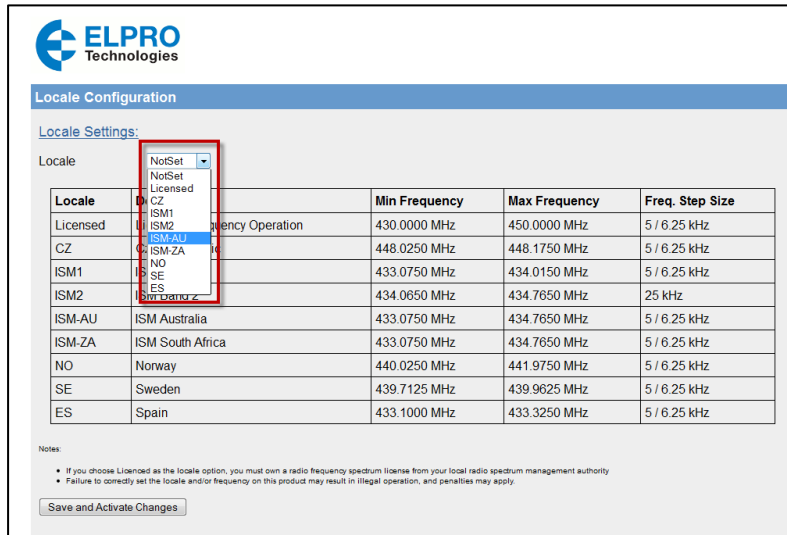 ELPRO
Technologies
Locale Configuration
Locale Settings:
Locale NotSet
NotSet
Licensed
CZ
ISM1
ISM2
ISM-AU
ISM-ZA
NO
SE
ES
Locale Min Frequency Max Frequency Freq. Step Size
Licensed Operation 430.0000 MHz 450.0000 MHz 5 / 6.25 kHz
CZ 448.0250 MHz 448.1750 MHz 5 / 6.25 kHz
ISM1 433.0750 MHz 434.0150 MHz 5 / 6.25 kHz
ISM2 ISM Band 2 434.0650 MHz 434.7650 MHz 25 kHz
ISM-AU ISM Australia 433.0750 MHz 434.7650 MHz 5 / 6.25 kHz
ISM-ZA ISM South Africa 433.0750 MHz 434.7650 MHz 5 / 6.25 kHz
NO Norway 440.0250 MHz 441.9750 MHz 5 / 6.25 kHz
SE Sweden 439.7125 MHz 439.9625 MHz 5 / 6.25 kHz
ES Spain 433.1000 MHz 433.3250 MHz 5 / 6.25 kHz
Notes:
If you choose Licenced as the locale option, you must own a radio frequency spectrum license from your local radio spectrum management authority
Failure to correctly set the locale and/or frequency on this product may result in illegal operation, and penalties may apply.
Save and Activate Changes